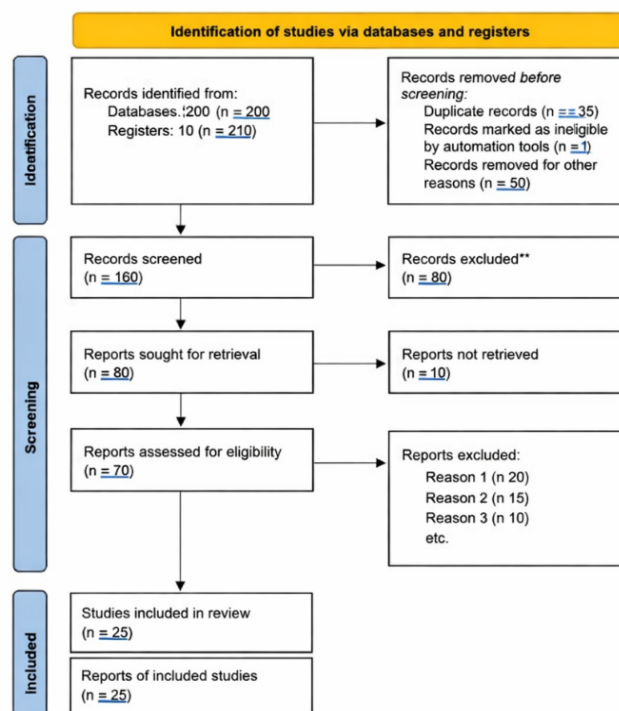 Identification of studies via databases and registers
Identification
Records identified from:
Databases.:200 (n = 200
Registers: 10 (n = 210)
Records removed before
screening:
Duplicate records (n == 35)
Records marked as ineligible
by automation tools
(n = 1)
Records removed for other
reasons (n = 50)
Screening
Records screened
(n = 160)
Records excluded**
(n = 80)
Reports sought for retrieval
(n = 80)
Reports not retrieved
(n = 10)
Reports assessed for eligibility
(n = 70)
Reports excluded:
Reason 1 (n 20)
Reason 2 (n 15)
Reason 3 (n 10)
etc.
Included
Studies included in review
(n = 25)
Reports of included studies
(n = 25)